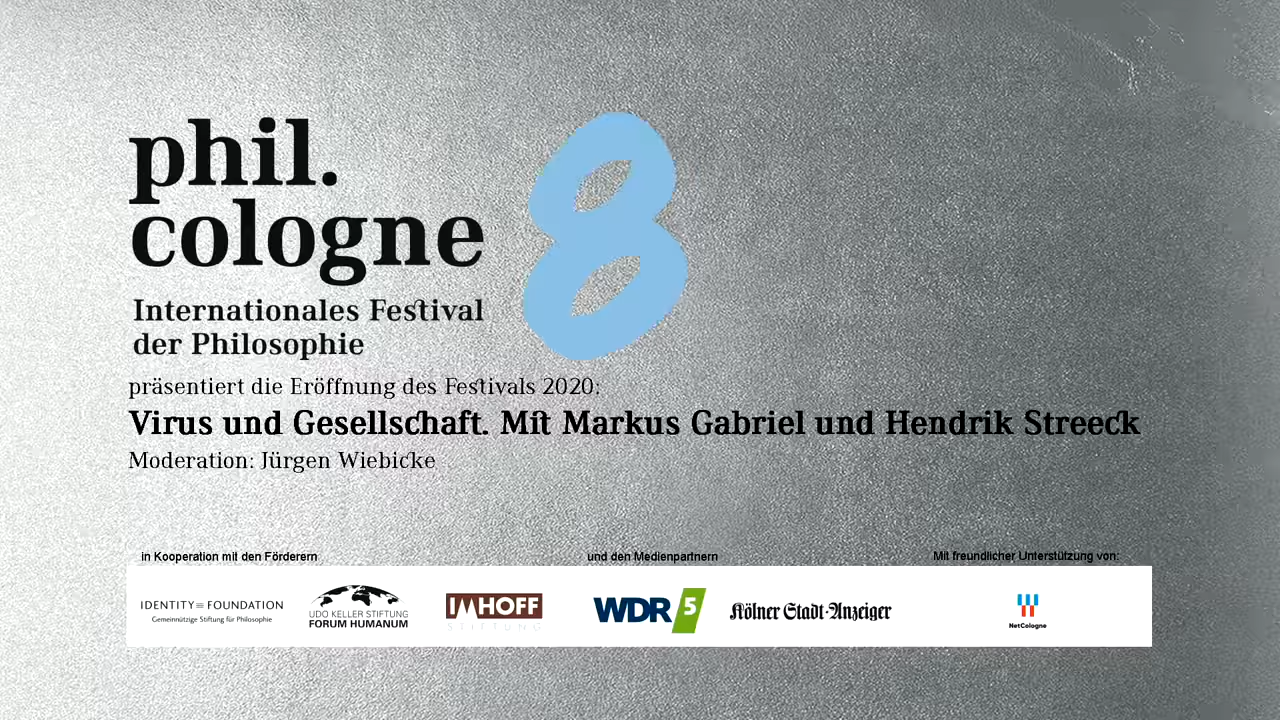 phil.
cologne
8
Internationales Festival
der Philosophie
präsentiert die Eröffnung des Festivals 2020:
Virus und Gesellschaft. Mit Markus Gabriel und Hendrik Streeck
Moderation: Jürgen Wiebicke
in Kooperation mit den Förderern
und den Medienpartnern
Mit freundlicher Unterstützung von:
IDENTITY FOUNDATION
Gemeinnützige Stiftung für Philosophie
UDO KELLER STIFTUNG
FORUM HUMANUM
IMHOFF
STIFTUNG
WDR 5
Kölner Stadt-Anzeiger
NetCologne